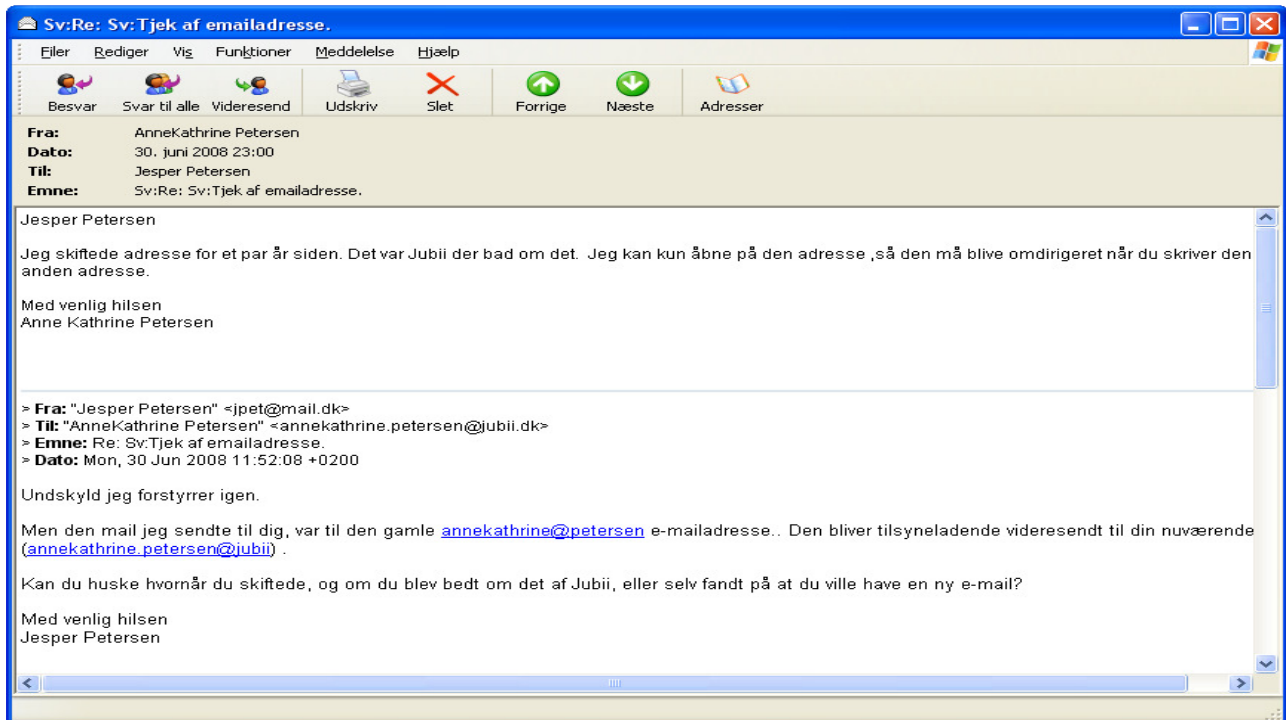 Sv:Re: Sv:Tjek af emailadresse.
Filer Rediger Vis Funktioner Meddelelse Hjælp
Besvar Svar til alle Videresend Udskriv Slet Forrige Næste Adresser
Fra: AnneKathrine Petersen
Dato: 30. juni 2008 23:00
Til: Jesper Petersen
Emne: Sv:Re: Sv:Tjek af emailadresse.
Jesper Petersen
Jeg skiftede adresse for et par år siden. Det var Jubii der bad om det. Jeg kan kun åbne på den adresse ,så den må blive omdirigeret når du skriver den
anden adresse.
Med venlig hilsen
Anne Kathrine Petersen
> Fra: "Jesper Petersen" <jpet@mail.dk>
> Til: "AnneKathrine Petersen" <annekathrine.petersen@jubii.dk>
> Emne: Re: Sv:Tjek af emailadresse.
> Dato: Mon, 30 Jun 2008 11:52:08 +0200
Undskyld jeg forstyrrer igen.
Men den mail jeg sendte til dig, var til den gamle annekathrine@petersen e-mailadresse.. Den bliver tilsyneladende videresendt til din nuværende
(annekathrine.petersen@jubii) .
Kan du huske hvornår du skiftede, og om du blev bedt om det af Jubii, eller selv fandt på at du ville have en ny e-mail?
Med venlig hilsen
Jesper Petersen